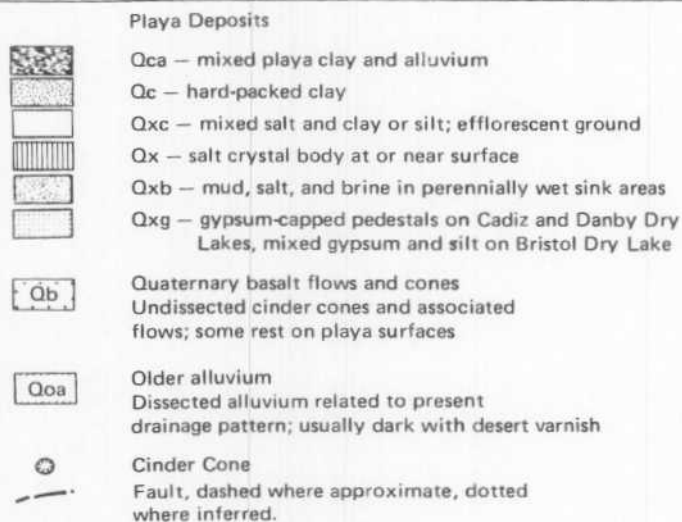 Playa Deposits
Qca — mixed playa clay and alluvium
Qc — hard-packed clay
Qxc — mixed salt and clay or silt; efflorescent ground
Qx — salt crystal body at or near surface
Qxb — mud, salt, and brine in perennially wet sink areas
Qxg — gypsum-capped pedestals on Cadiz and Danby Dry
Lakes, mixed gypsum and silt on Bristol Dry Lake
Qb
Quaternary basalt flows and cones
Undissected cinder cones and associated
flows; some rest on playa surfaces
Qoa
Older alluvium
Dissected alluvium related to present
drainage pattern; usually dark with desert varnish
Cinder Cone
Fault, dashed where approximate, dotted
where inferred.